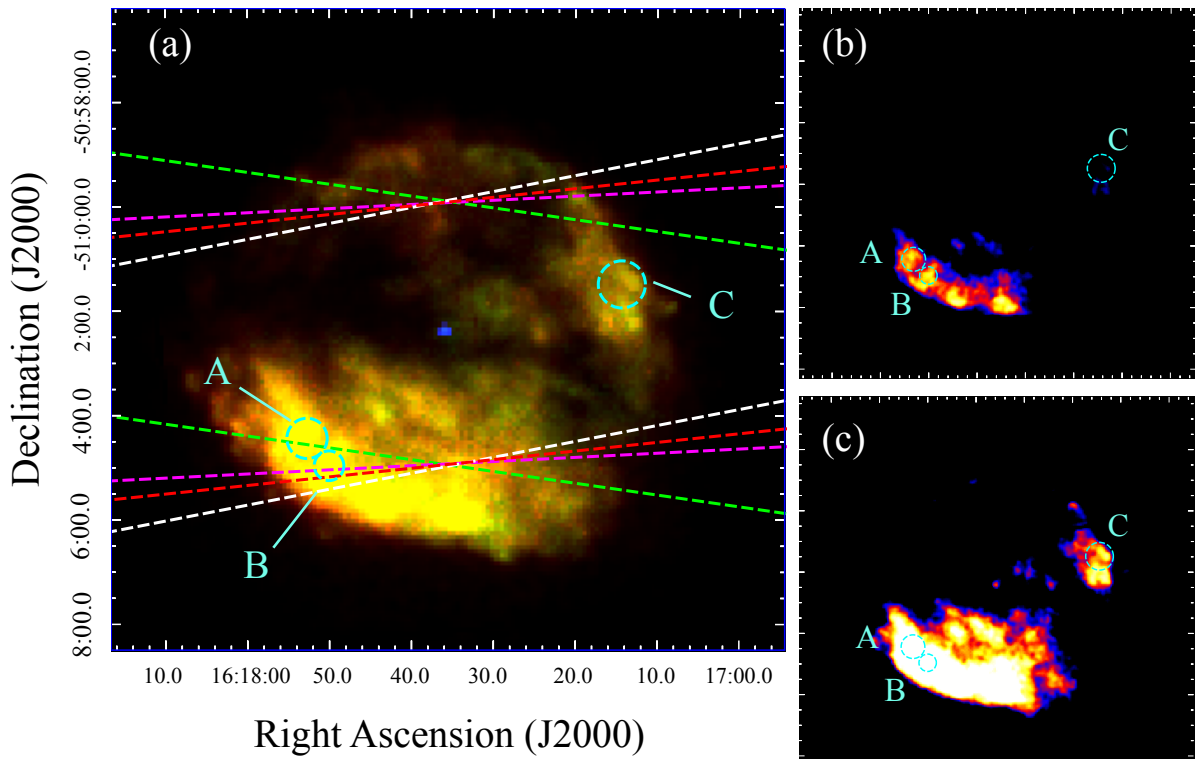 (a)
(b)
(c)
C
A
B
C
A
B
C
A
B
Declination (J2000)
-50:58:00.0
-51:00:00.0
2:00.0
4:00.0
6:00.0
8:00.0
10.0 16:18:00.0 50.0 40.0 30.0 20.0 10.0 17:00.0
Right Ascension (J2000)